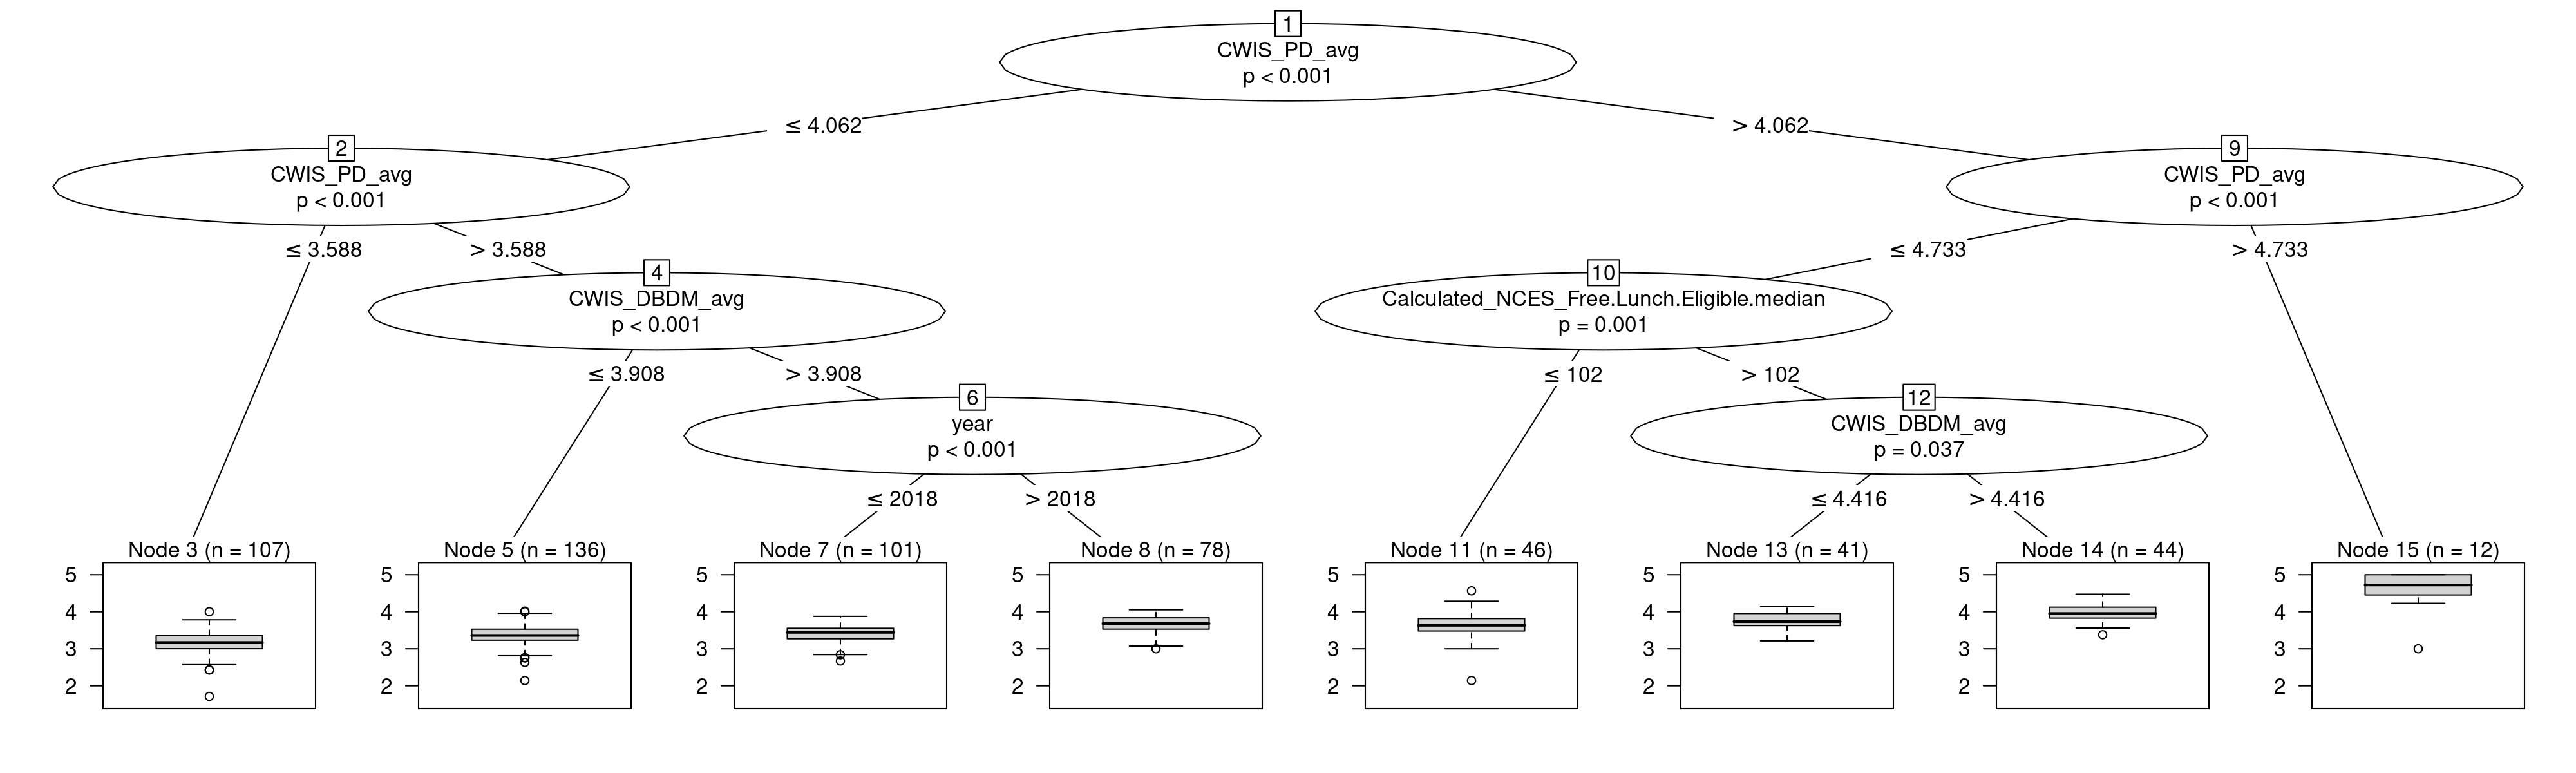 1
CWIS_PD_avg
p < 0.001
≤ 4.062
> 4.062
2
CWIS_PD_avg
p < 0.001
9
CWIS_PD_avg
p < 0.001
≤ 3.588
> 3.588
≤ 4.733
> 4.733
4
CWIS_DBDM_avg
p < 0.001
10
Calculated_NCES_Free.Lunch.Eligible.median
p = 0.001
≤ 3.908
> 3.908
≤ 102
> 102
6
year
p < 0.001
12
CWIS_DBDM_avg
p = 0.037
≤ 2018
> 2018
≤ 4.416
> 4.416
Node 3 (n = 107)
5
4
3
2
Node 5 (n = 136)
5
4
3
2
Node 7 (n = 101)
5
4
3
2
Node 8 (n = 78)
5
4
3
2
Node 11 (n = 46)
5
4
3
2
Node 13 (n = 41)
5
4
3
2
Node 14 (n = 44)
5
4
3
2
Node 15 (n = 12)
5
4
3
2